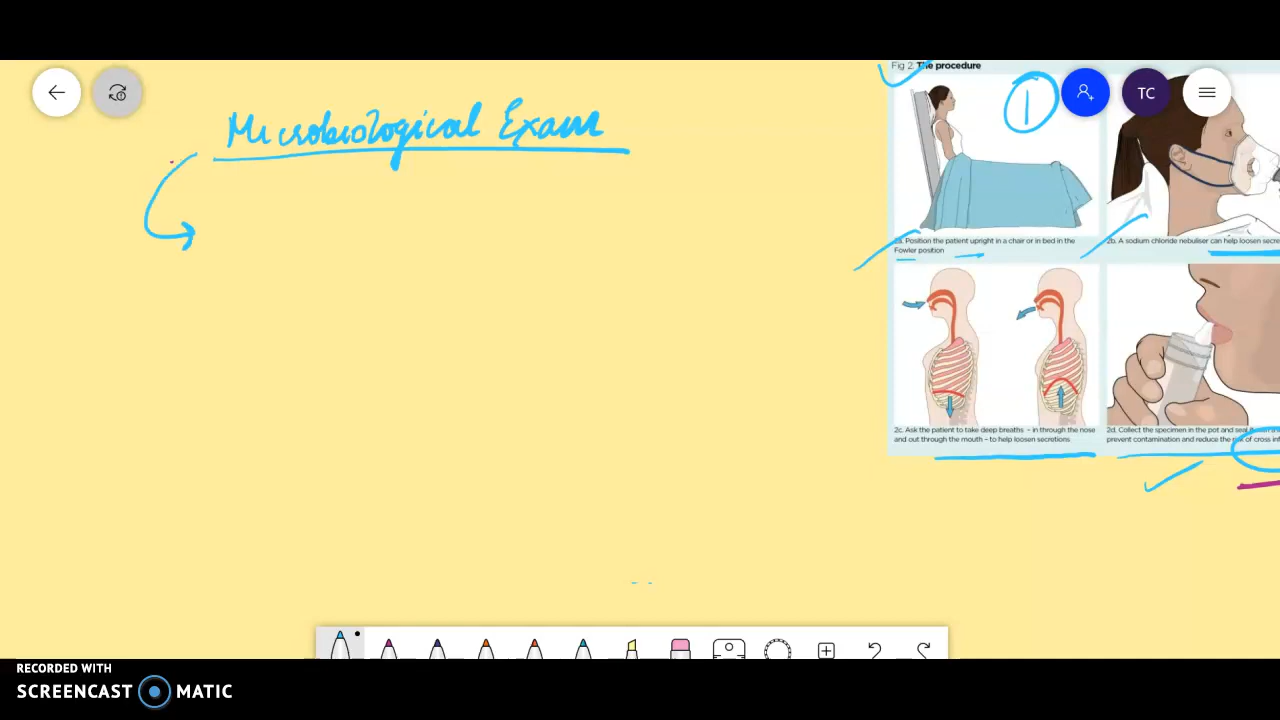 Fig 2. The procedure
1
TC
Microbiological Exam
2a. Position the patient upright in a chair or in bed in the
Fowler position
2b. A sodium chloride nebuliser can help loosen
2c. Ask the patient to take deep breaths – in through the nose
and out through the mouth – to help loosen secretions
2d. Collect the specimen in the pot and seal
prevent contamination and reduce the risk of cross
RECORDED WITH
SCREENCAST MATIC